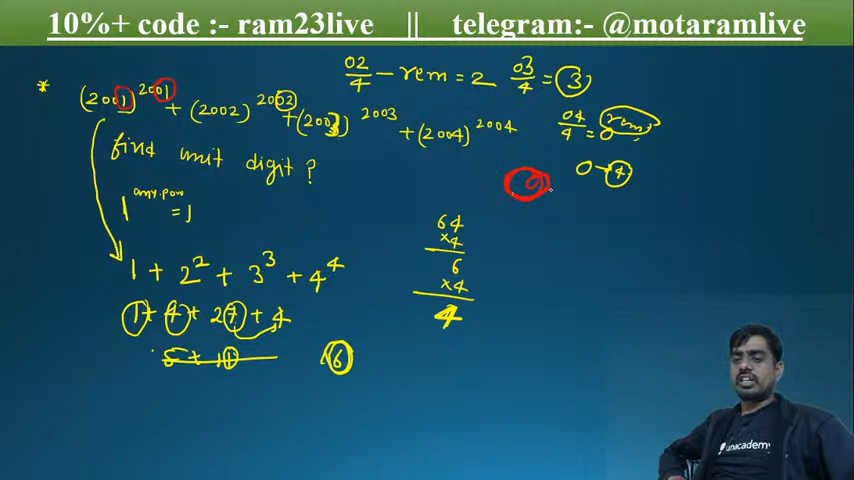 10%+ code :- ram23live || telegram:- @motaramlive
* (2001)^2001 + (2002)^2002 + (2003)^2003 + (2004)^2004
02/4 - rem = 2 03/4 = 3
04/4 = 0 rem
0 → 4
find unit digit ?
1^any.pow = 1
1 + 2^2 + 3^3 + 4^4
1 + 4 + 27 + 4
5 + 11
6
64
×4
6
×4
4
unacademy